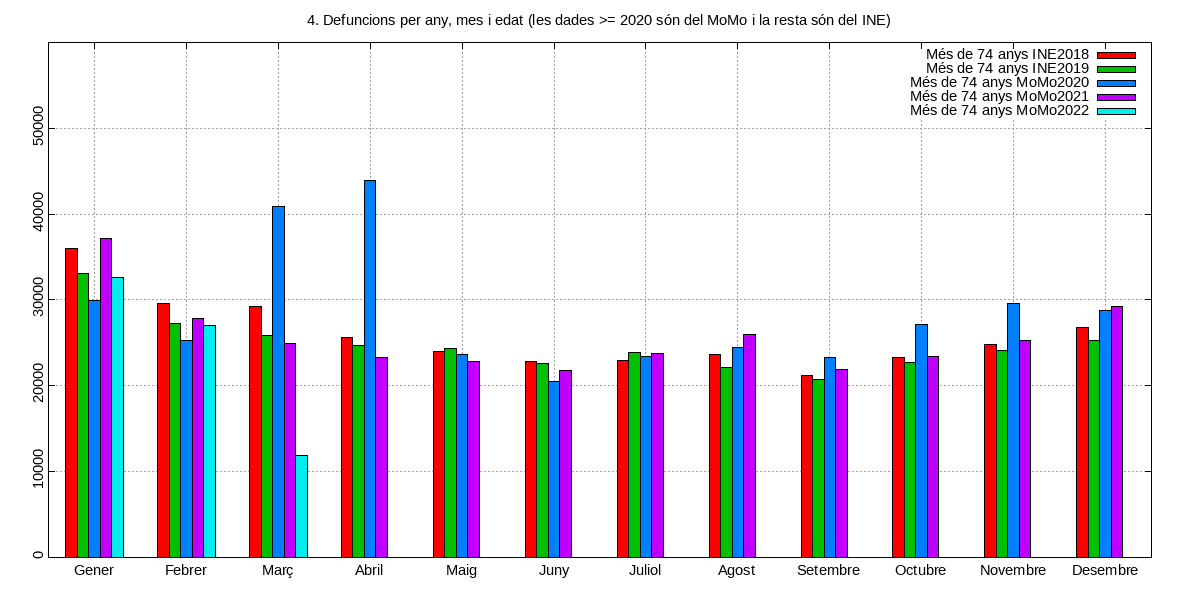 4. Defuncions per any, mes i edat (les dades >= 2020 són del MoMo i la resta són del INE)
Més de 74 anys INE2018
Més de 74 anys INE2019
Més de 74 anys MoMo2020
Més de 74 anys MoMo2021
Més de 74 anys MoMo2022
50000
40000
30000
20000
10000
0
Gener Febrer Març Abril Maig Juny Juliol Agost Setembre Octubre Novembre Desembre